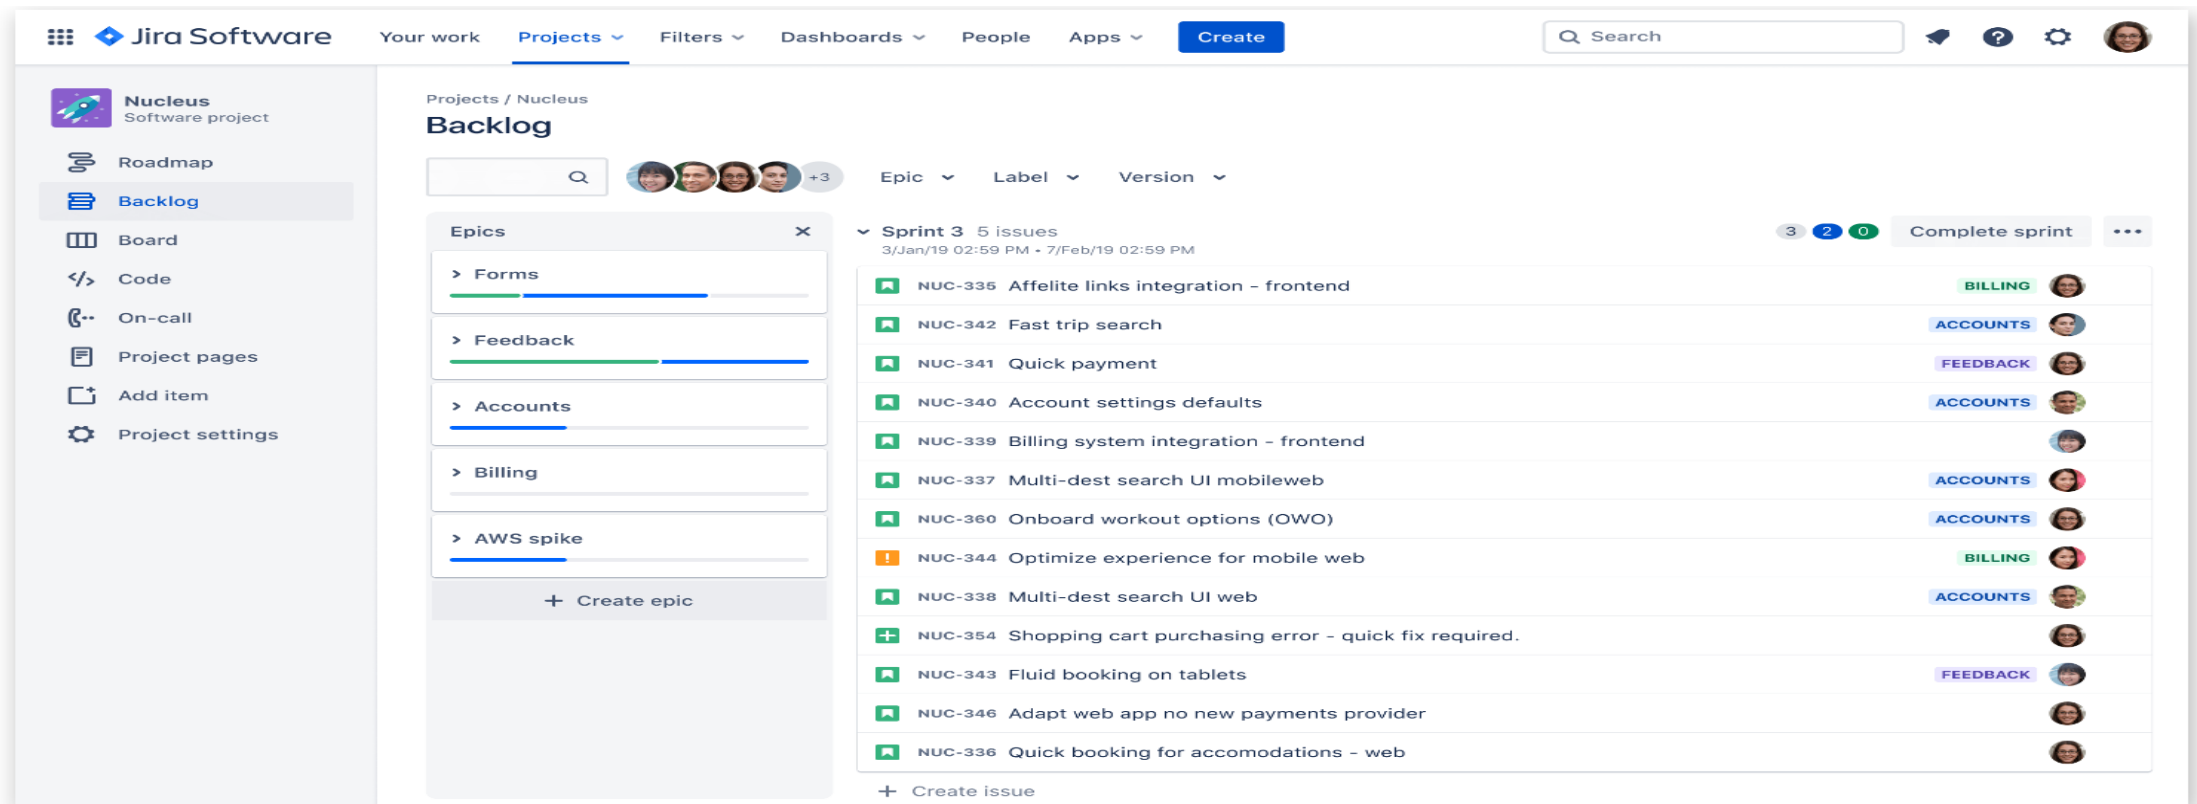 Jira Software Your work Projects Filters Dashboards People Apps Create Search
Nucleus
Software project
Roadmap
Backlog
Board
Code
On-call
Project pages
Add item
Project settings
Projects / Nucleus
Backlog
+3 Epic Label Version
Epics
Forms
Feedback
Accounts
Billing
AWS spike
+ Create epic
Sprint 3 5 issues 3 2 0 Complete sprint
3/Jan/19 02:59 PM • 7/Feb/19 02:59 PM
NUC-335 Affelite links integration - frontend BILLING
NUC-342 Fast trip search ACCOUNTS
NUC-341 Quick payment FEEDBACK
NUC-340 Account settings defaults ACCOUNTS
NUC-339 Billing system integration - frontend
NUC-337 Multi-dest search UI mobileweb ACCOUNTS
NUC-360 Onboard workout options (OWO) ACCOUNTS
NUC-344 Optimize experience for mobile web BILLING
NUC-338 Multi-dest search UI web ACCOUNTS
NUC-354 Shopping cart purchasing error - quick fix required.
NUC-343 Fluid booking on tablets FEEDBACK
NUC-346 Adapt web app no new payments provider
NUC-336 Quick booking for accomodations - web
+ Create issue